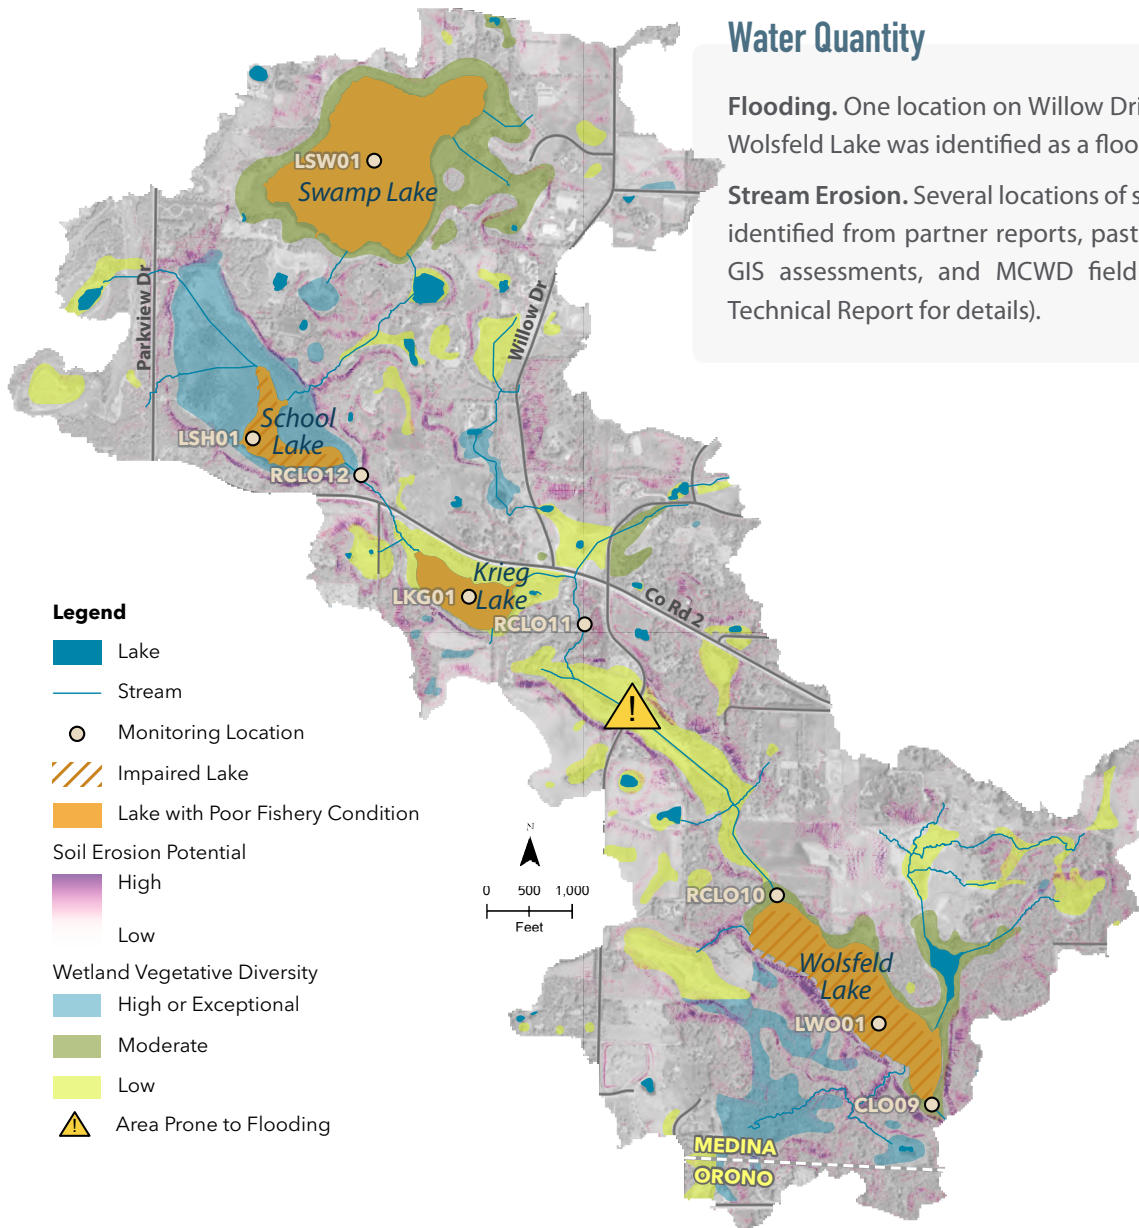 Water Quantity
Flooding. One location on Willow Dri
Wolsfeld Lake was identified as a floo
Stream Erosion. Several locations of s
identified from partner reports, past
GIS assessments, and MCWD field
Technical Report for details).
LSW01
Swamp Lake
Parkview Dr
Willow Dr
School
Lake
LSH01
RCLO12
Krieg
Lake
LKG01
RCLO11
Co Rd 2
!
RCLO10
Wolsfeld
Lake
LWO01
CLO09
MEDINA
ORONO
Legend
Lake
Stream
Monitoring Location
Impaired Lake
Lake with Poor Fishery Condition
Soil Erosion Potential
High
Low
Wetland Vegetative Diversity
High or Exceptional
Moderate
Low
! Area Prone to Flooding
N
0 500 1,000
Feet